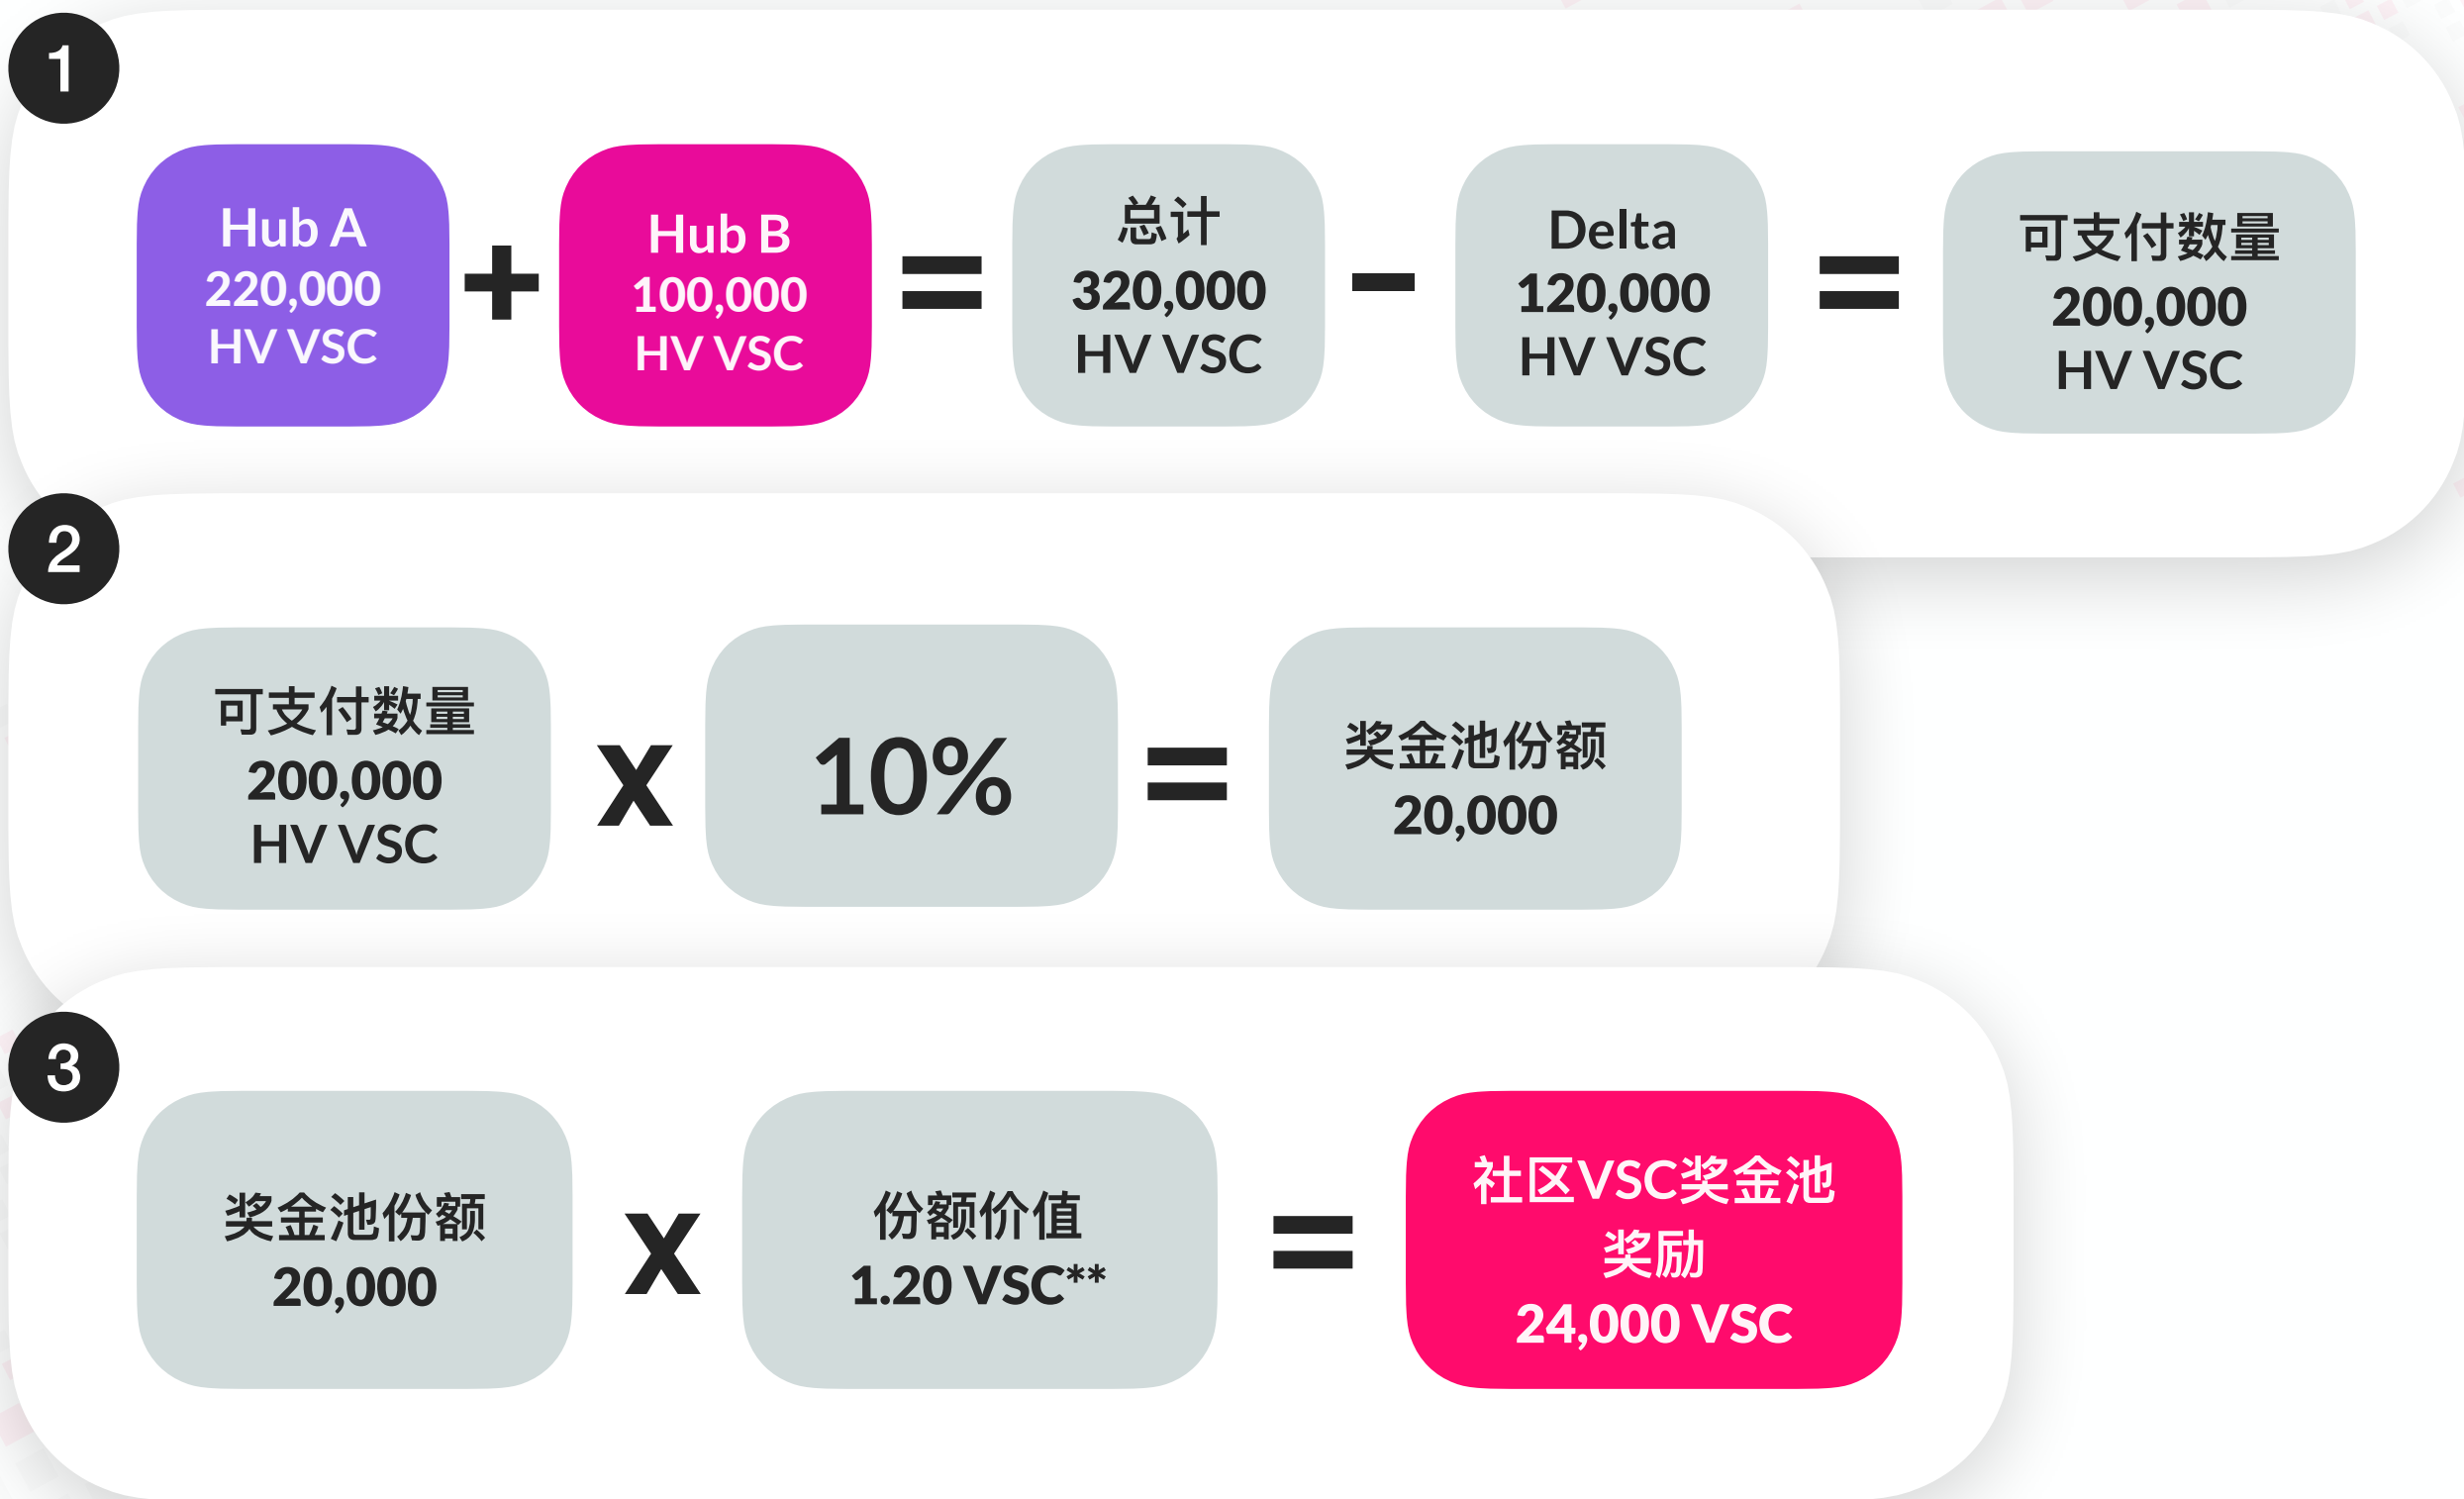 1
Hub A
220,000
HV VSC
+
Hub B
100,000
HV VSC
=
总计
320,000
HV VSC
-
Delta
120,000
HV VSC
=
可支付数量
200,000
HV VSC
2
可支付数量
200,000
HV VSC
x
10%
=
奖金池份额
20,000
3
奖金池份额
20,000
x
份额价值
1.20 VSC**
=
社区VSC奖金池
奖励
24,000 VSC